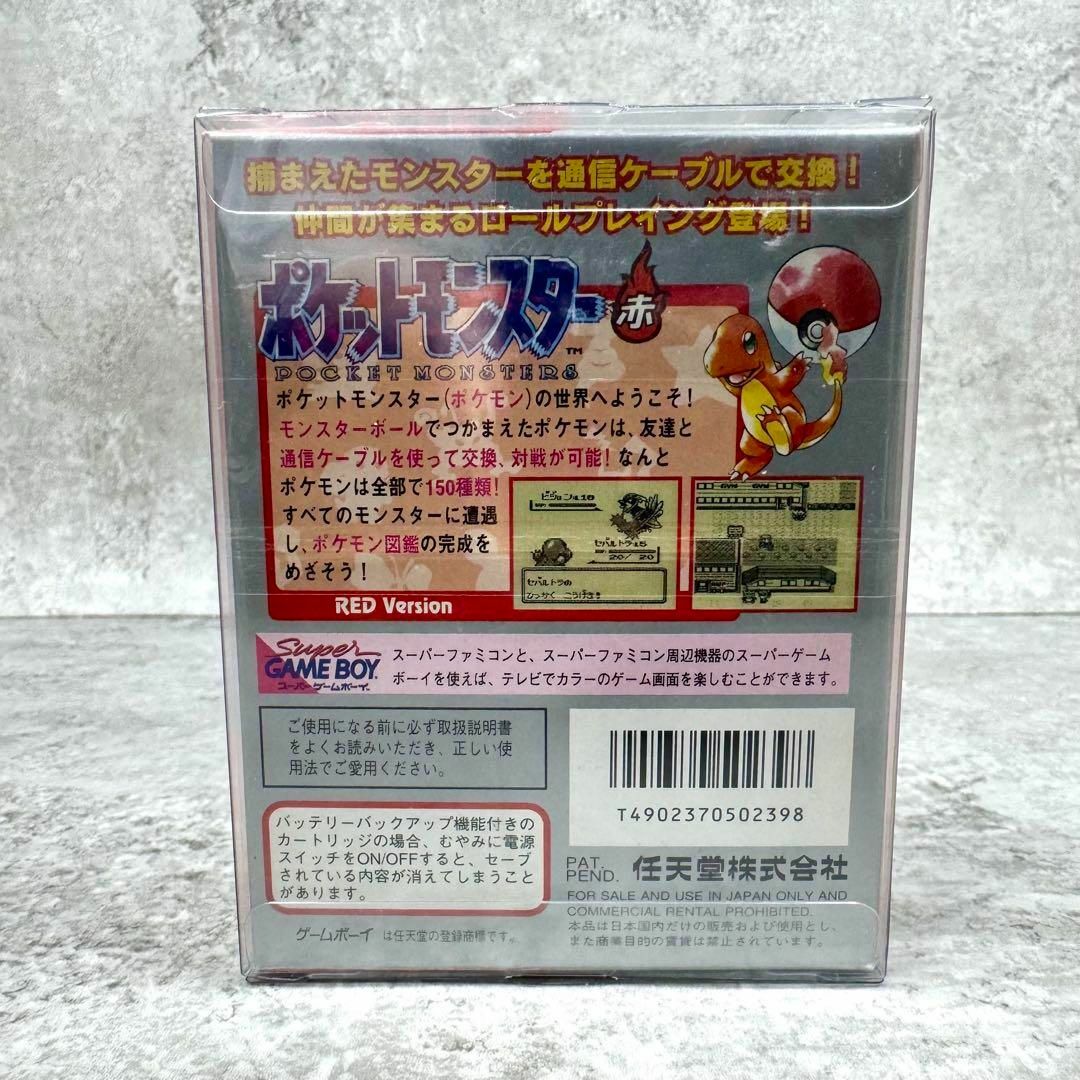 捕まえたモンスターを通信ケーブルで交換！
仲間が集まるロールプレイング登場！
ポケットモンスター 赤
TM
POCKET MONSTERS
ポケットモンスター(ポケモン)の世界へようこそ！
モンスターボールでつかまえたポケモンは、友達と
通信ケーブルを使って交換、対戦が可能！なんと
ポケモンは全部で150種類！
すべてのモンスターに遭遇
し、ポケモン図鑑の完成を
めざそう！
セバルトラの
ひっかく こうげき！
20/ 20
GYM
RED Version
Super
GAME BOY
スーパーゲームボーイ
スーパーファミコンと、スーパーファミコン周辺機器のスーパーゲーム
ボーイを使えば、テレビでカラーのゲーム画面を楽しむことができます。
ご使用になる前に必ず取扱説明書
をよくお読みいただき、正しい使
用法でご愛用ください。
T4902370502398
バッテリーバックアップ機能付きの
カートリッジの場合、むやみに電源
スイッチをON/OFFすると、セーブ
されている内容が消えてしまうこと
があります。
PAT.
PEND.
任天堂株式会社
FOR SALE AND USE IN JAPAN ONLY AND
COMMERCIAL RENTAL PROHIBITED.
本品は日本国内だけの販売および使用とし、
また商業目的の賃貸は禁止されています。
ゲームボーイ は任天堂の登録商標です。